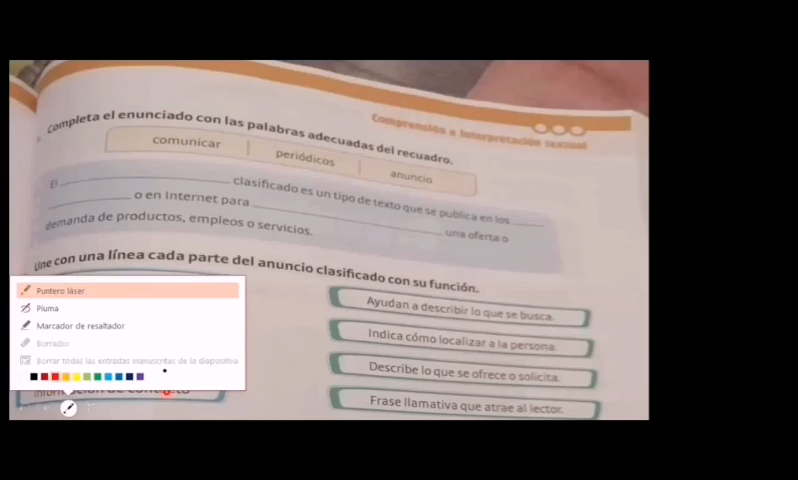 Comprensión e interpretación textual
Completa el enunciado con las palabras adecuadas del recuadro.
comunicar
periódicos
anuncio
El ____________ clasificado es un tipo de texto que se publica en los ______
____________ o en Internet para ____________ una oferta o
demanda de productos, empleos o servicios.
Une con una línea cada parte del anuncio clasificado con su función.
Ayudan a describir lo que se busca.
Indica cómo localizar a la persona.
Describe lo que se ofrece o solicita.
Frase llamativa que atrae al lector.
Puntero láser
Pluma
Marcador de resaltador
Borrador
Borrar todas las entradas manuscritas de la diapositiva